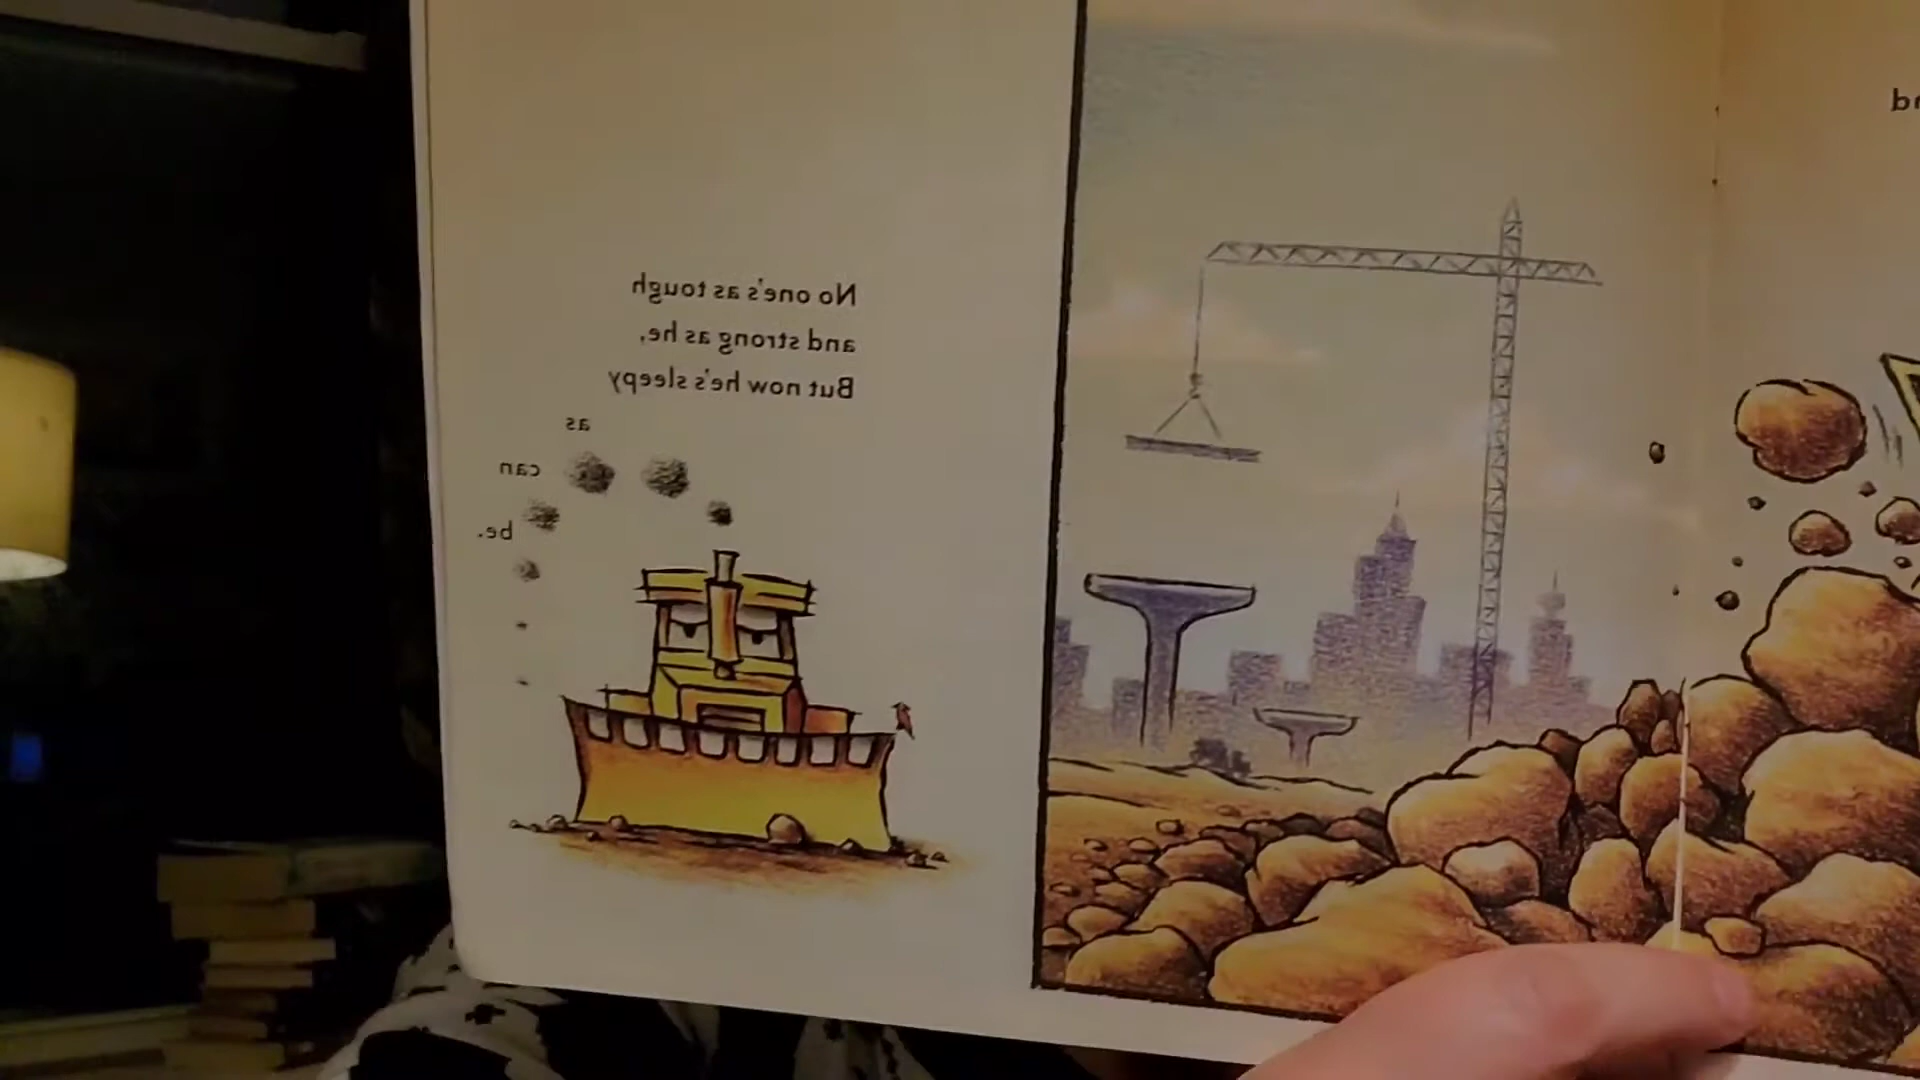 No one's as tough
and strong as he,
But now he's sleepy
as
can
be.